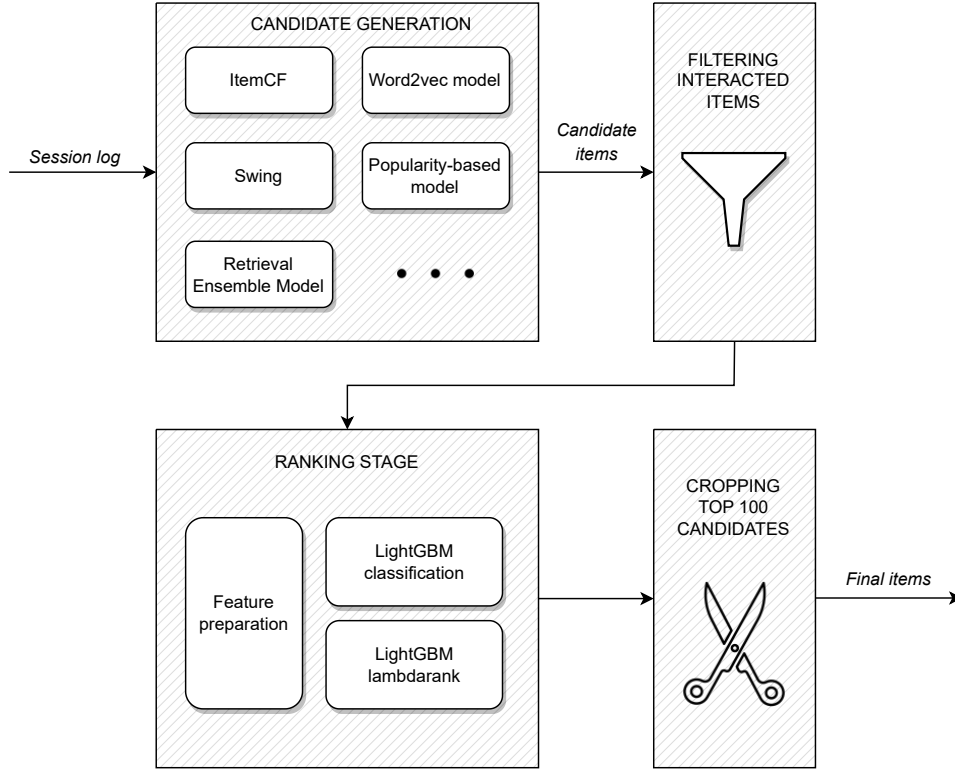 CANDIDATE GENERATION
ItemCF
Word2vec model
Swing
Popularity-based
model
Retrieval
Ensemble Model
Session log
Candidate
items
FILTERING
INTERACTED
ITEMS
RANKING STAGE
Feature
preparation
LightGBM
classification
LightGBM
lambdarank
CROPPING
TOP 100
CANDIDATES
Final items